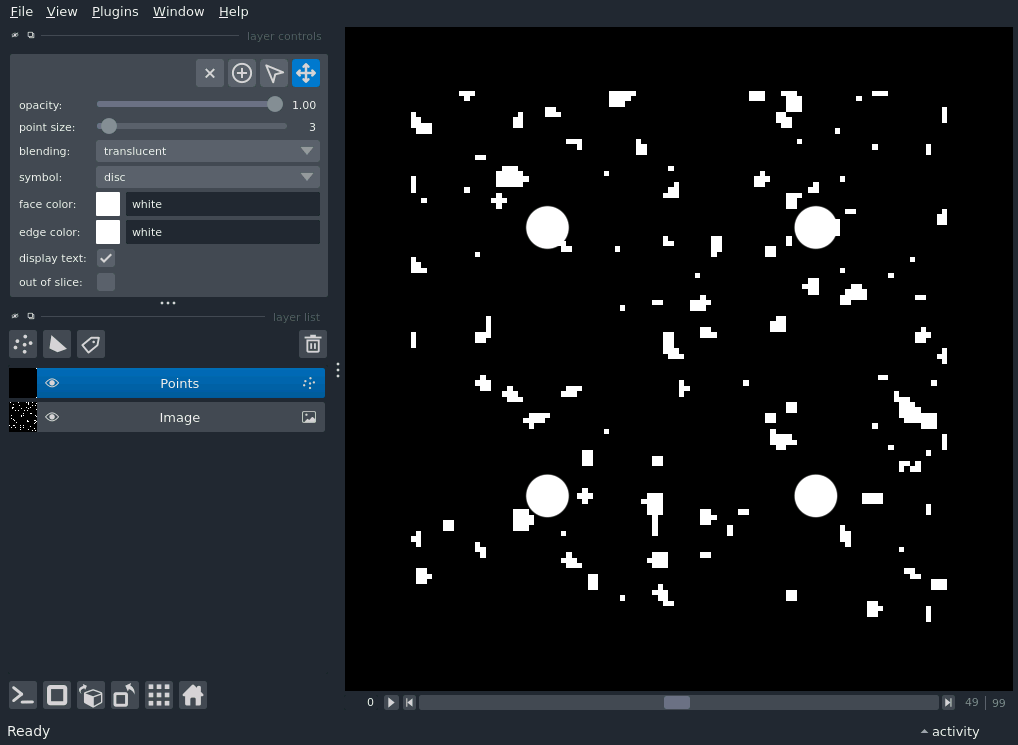 File View Plugins Window Help
layer controls
opacity: 1.00
point size: 3
blending: translucent
symbol: disc
face color: white
edge color: white
display text:
out of slice:
layer list
Points
Image
0 49 99
Ready activity